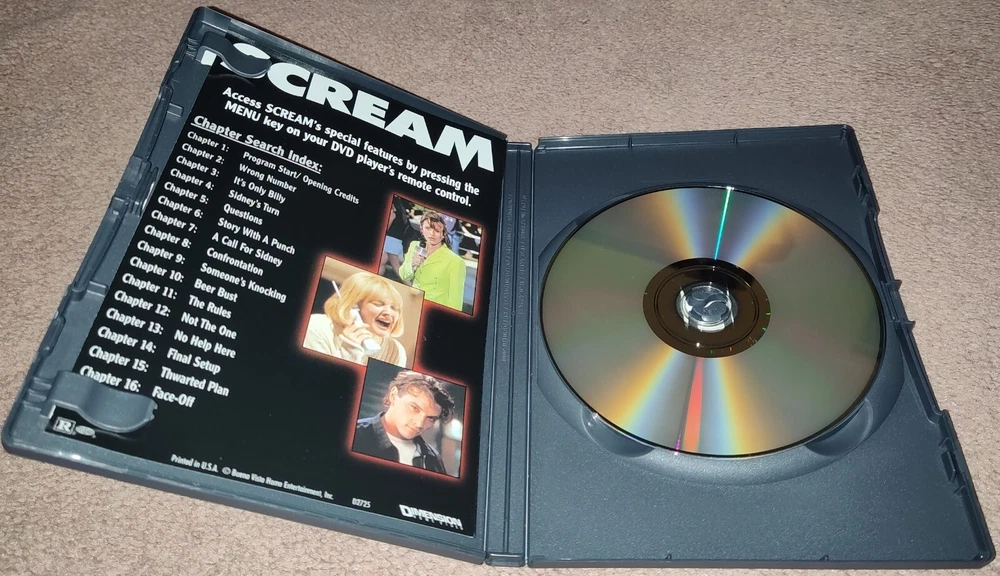 SCREAM
Access SCREAM's special features by pressing the
MENU key on your DVD player's remote control.
Chapter Search Index:
Chapter 1: Program Start/ Opening Credits
Chapter 2: Wrong Number
Chapter 3: It's Only Billy
Chapter 4: Sidney's Turn
Chapter 5: Questions
Chapter 6: Story With A Punch
Chapter 7: A Call For Sidney
Chapter 8: Confrontation
Chapter 9: Someone's Knocking
Chapter 10: Beer Bust
Chapter 11: The Rules
Chapter 12: Not The One
Chapter 13: No Help Here
Chapter 14: Final Setup
Chapter 15: Thwarted Plan
Chapter 16: Face-Off
R
Printed in U.S.A. © Buena Vista Home Entertainment, Inc. D2725
DIMENSION